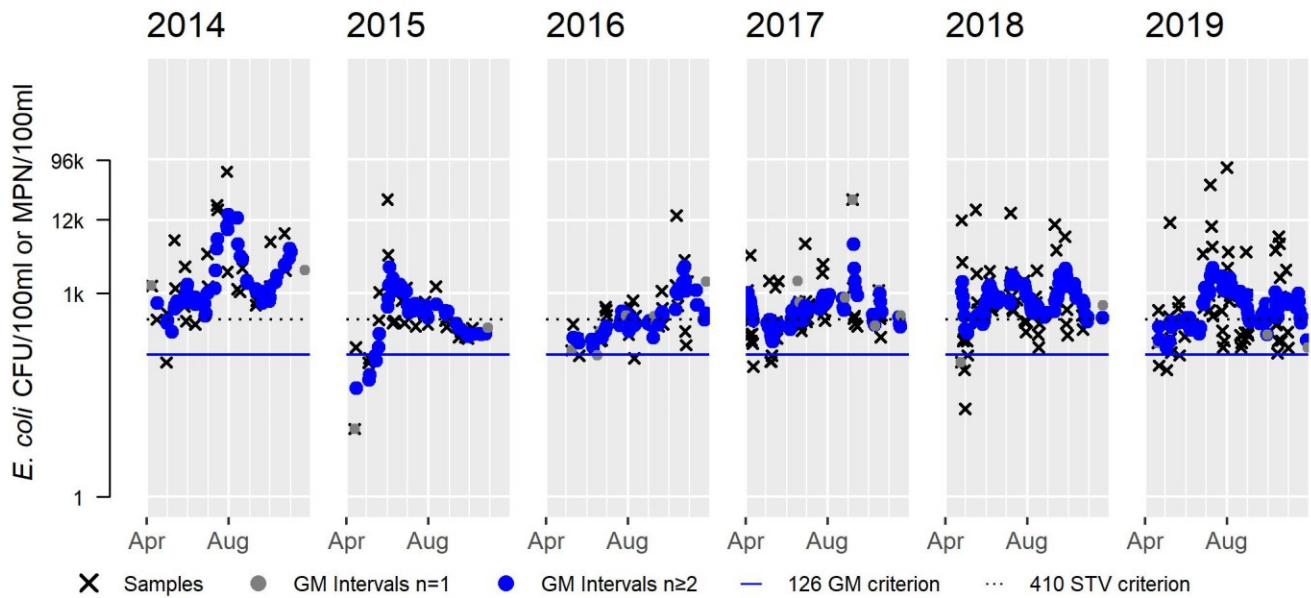 2014 2015 2016 2017 2018 2019
E. coli CFU/100ml or MPN/100ml
96k
12k
1k
1
Apr Aug Apr Aug Apr Aug Apr Aug Apr Aug Apr Aug
Samples GM Intervals n=1 GM Intervals n≥2 126 GM criterion 410 STV criterion